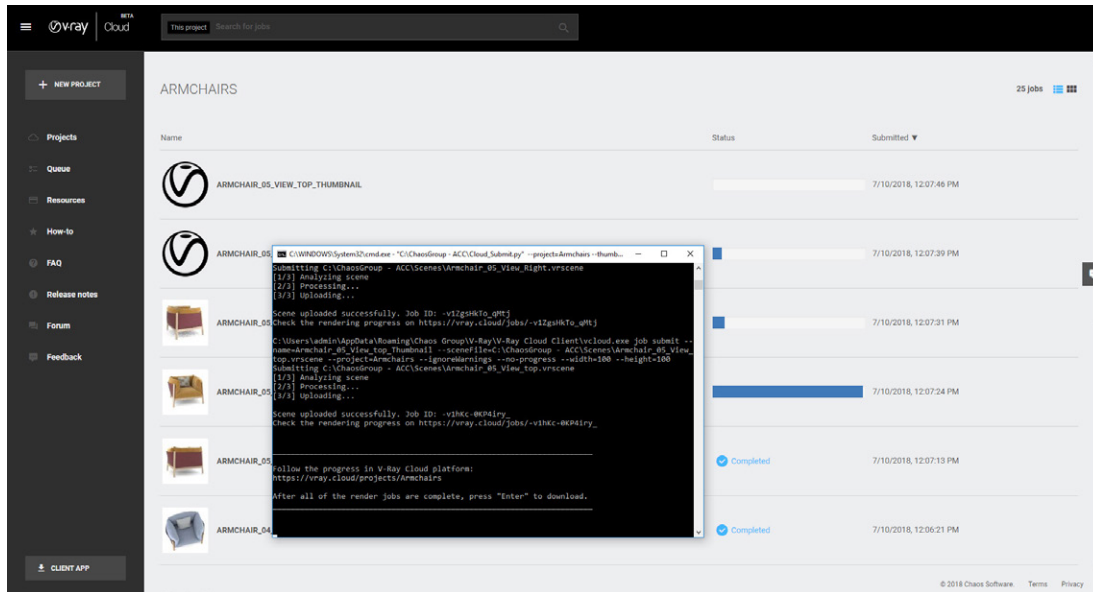 v-ray Cloud BETA
This project Search for jobs
NEW PROJECT
Projects
Queue
Resources
How-to
FAQ
Release notes
Forum
Feedback
CLIENT APP
ARMCHAIRS
25 jobs
Name Status Submitted ▼
ARMCHAIR_05_VIEW_TOP_THUMBNAIL 7/10/2018, 12:07:46 PM
ARMCHAIR_05 7/10/2018, 12:07:39 PM
ARMCHAIR_05 7/10/2018, 12:07:31 PM
ARMCHAIR_05 7/10/2018, 12:07:24 PM
ARMCHAIR_05 Completed 7/10/2018, 12:07:13 PM
ARMCHAIR_04 Completed 7/10/2018, 12:06:21 PM
C:\WINDOWS\System32\cmd.exe - "C:\ChaosGroup - ACC\Cloud_Submit.py" --project=Armchairs --thumb...
Submitting C:\ChaosGroup - ACC\Scenes\Armchair_05_View_Right.vrscene
[1/3] Analyzing scene
[2/3] Processing...
[3/3] Uploading...
Scene uploaded successfully. Job ID: -v1ZgsHkTo_qMtj
Check the rendering progress on https://vray.cloud/jobs/-v1ZgsHkTo_qMtj
C:\Users\admin\AppData\Roaming\Chaos Group\V-Ray\V-Ray Cloud Client\vcloud.exe job submit --
name=Armchair_05_View_top_Thumbnail --sceneFile=C:\ChaosGroup - ACC\Scenes\Armchair_05_View_
top.vrscene --project=Armchairs --ignoreWarnings --no-progress --width=100 --height=100
Submitting C:\ChaosGroup - ACC\Scenes\Armchair_05_View_top.vrscene
[1/3] Analyzing scene
[2/3] Processing...
[3/3] Uploading...
Scene uploaded successfully. Job ID: -v1hKc-0KP4iry_
Check the rendering progress on https://vray.cloud/jobs/-v1hKc-0KP4iry_
Follow the progress in V-Ray Cloud platform:
https://vray.cloud/projects/Armchairs
After all of the render jobs are complete, press "Enter" to download.
© 2018 Chaos Software. Terms Privacy